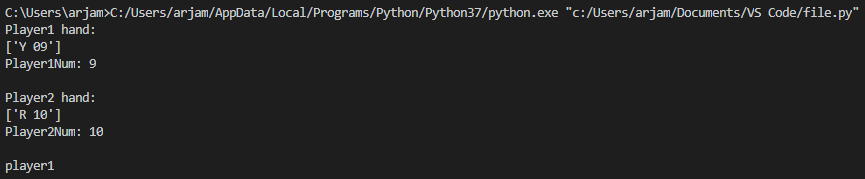 C:\Users\arjam>C:/Users/arjam/AppData/Local/Programs/Python/Python37/python.exe "c:/Users/arjam/Documents/VS Code/file.py"
Player1 hand:
['Y 09']
Player1Num: 9
Player2 hand:
['R 10']
Player2Num: 10
player1